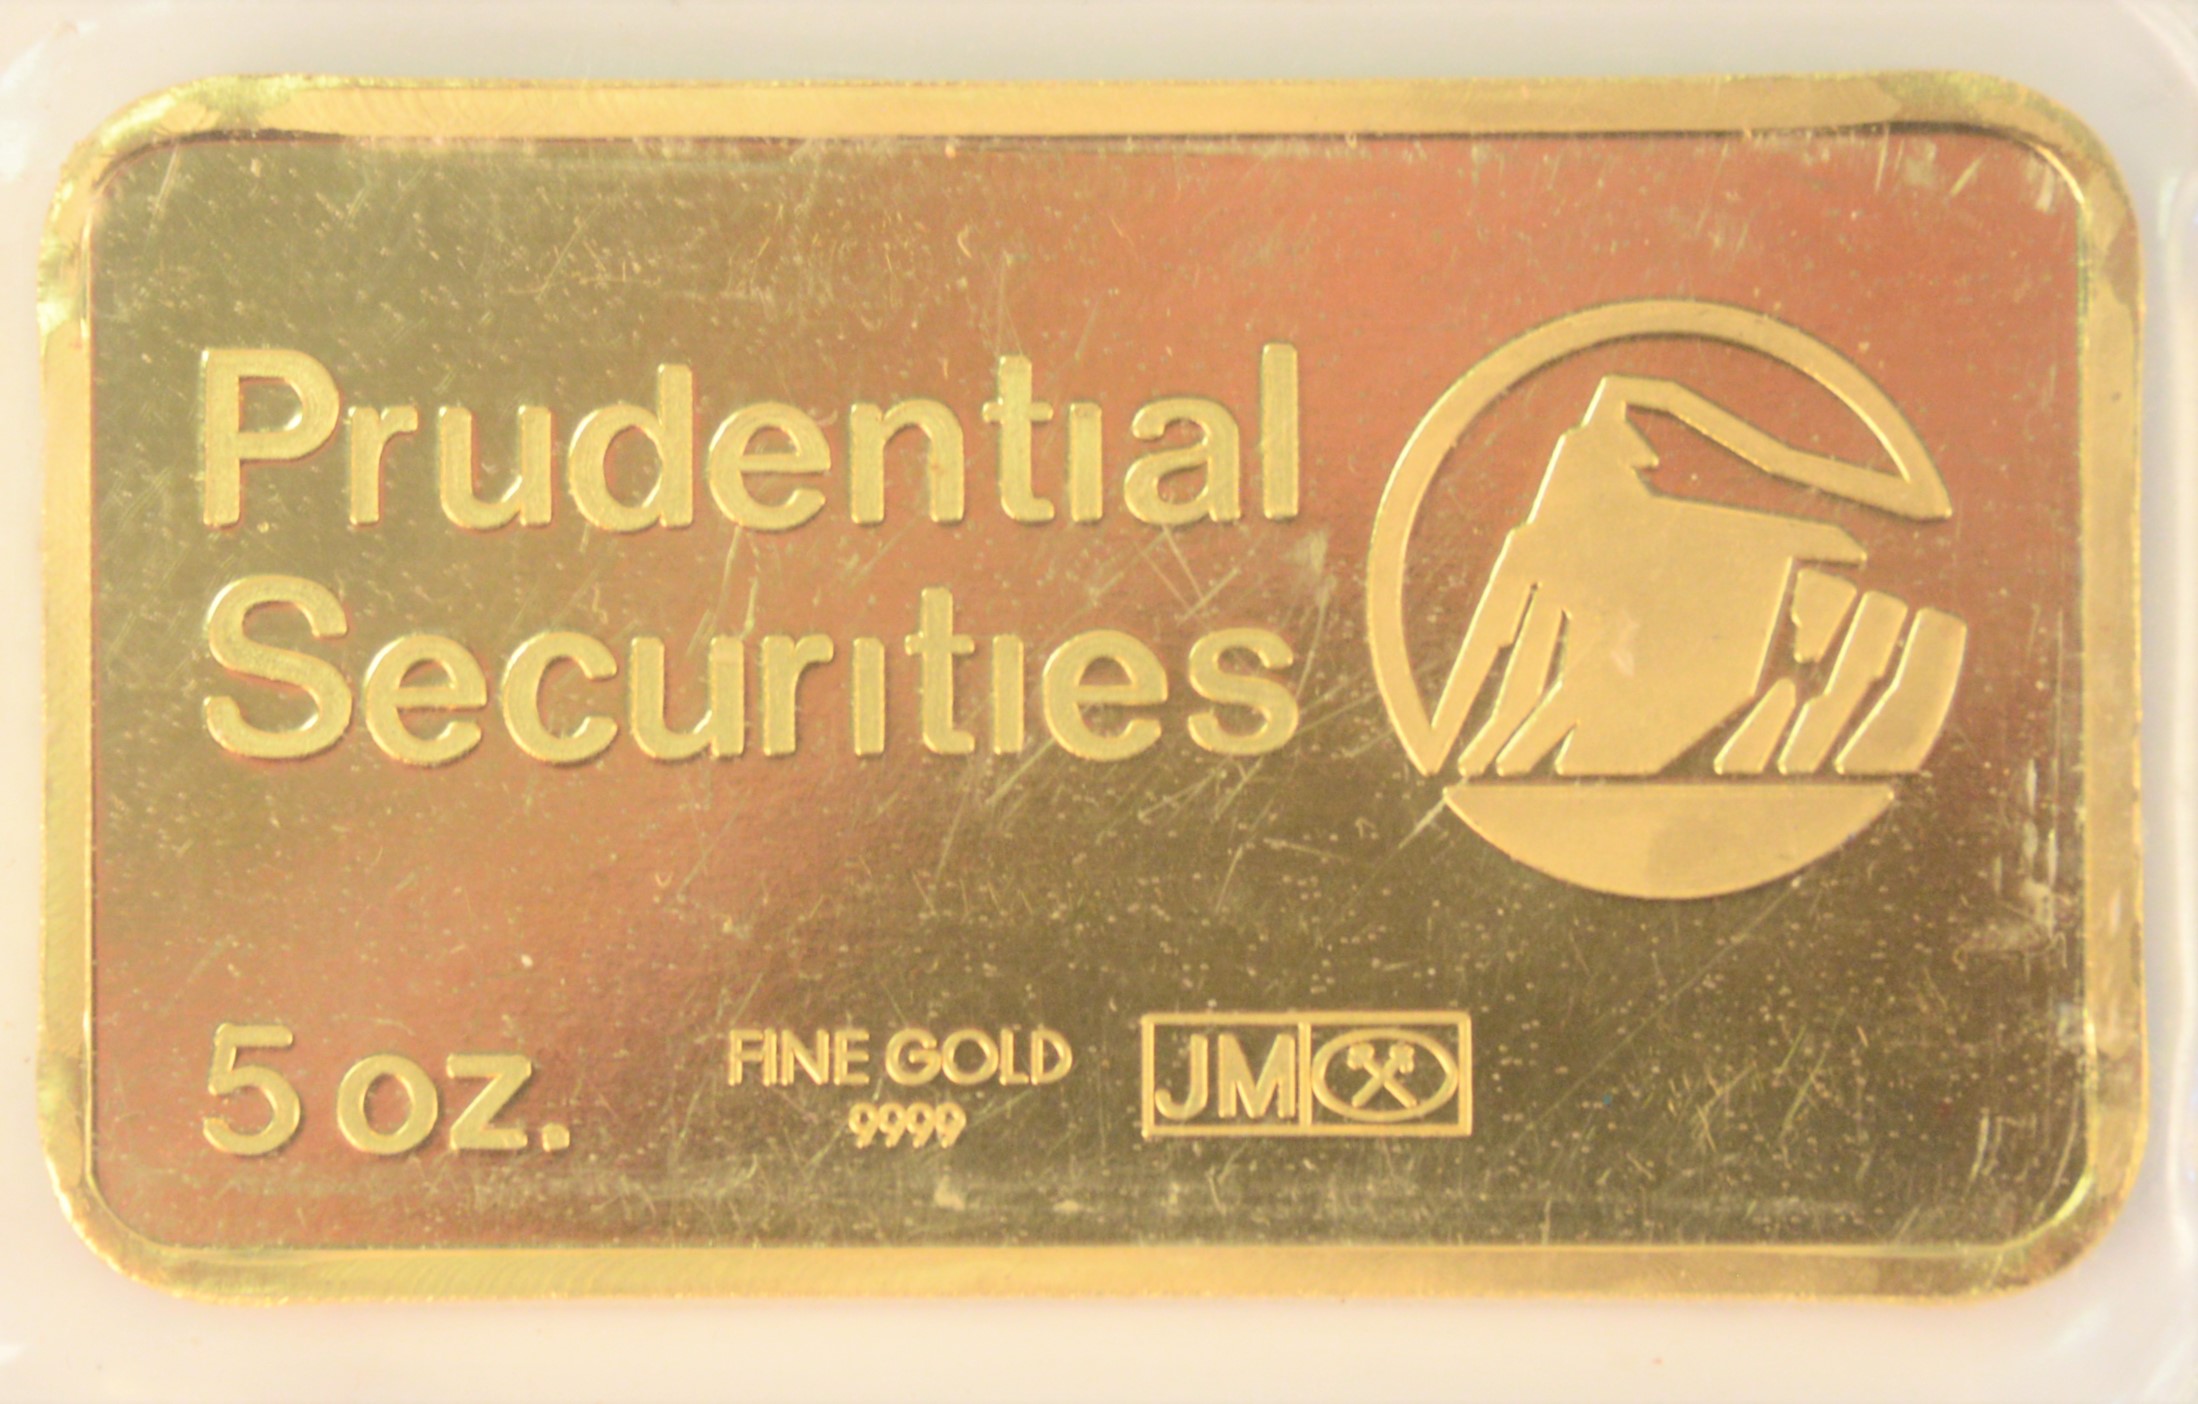 Prudential
Securities
5 oz.
FINE GOLD
9999
JM